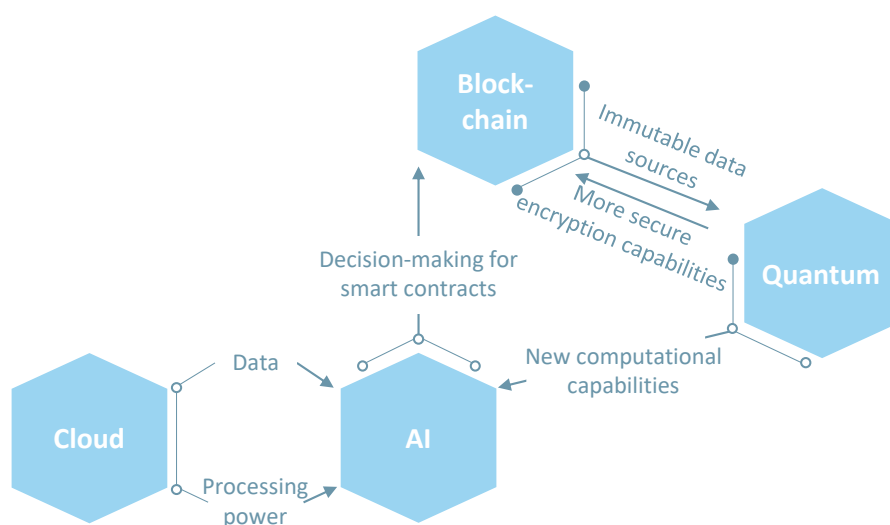 Block-
chain
Immutable data
sources
More secure
encryption capabilities
Quantum
Decision-making for
smart contracts
New computational
capabilities
Data
Cloud
AI
Processing
power